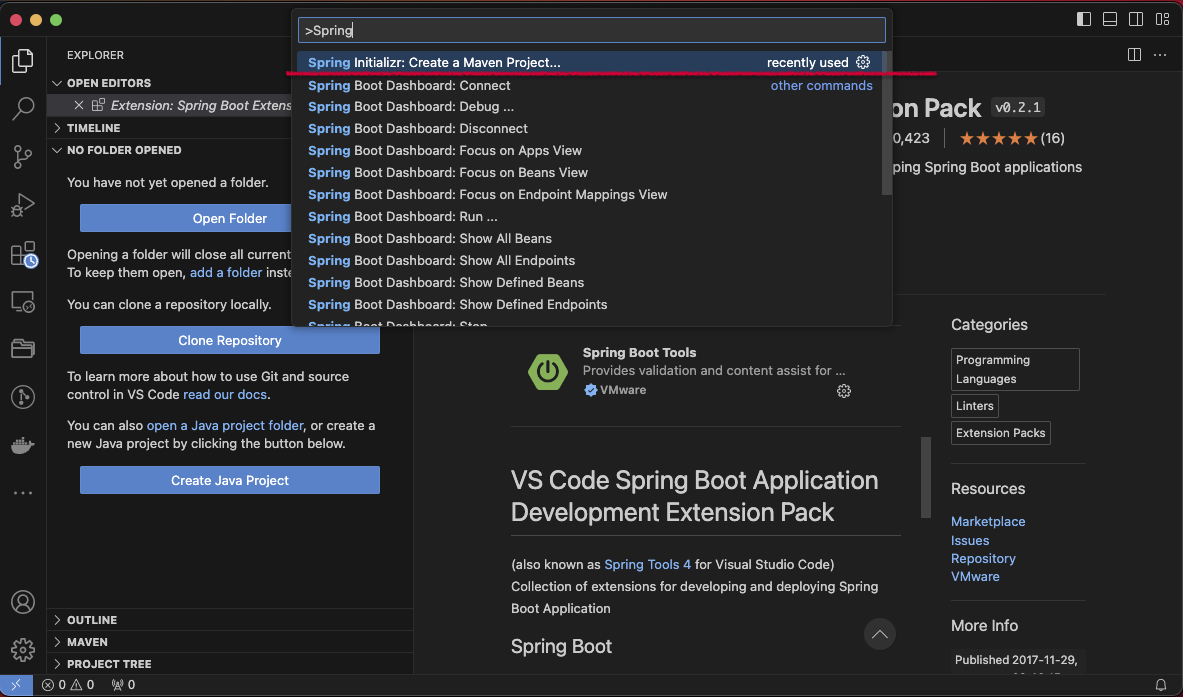 >Spring
Spring Initializr: Create a Maven Project... recently used
Spring Boot Dashboard: Connect other commands
Spring Boot Dashboard: Debug ...
Spring Boot Dashboard: Disconnect
Spring Boot Dashboard: Focus on Apps View
Spring Boot Dashboard: Focus on Beans View
Spring Boot Dashboard: Focus on Endpoint Mappings View
Spring Boot Dashboard: Run ...
Spring Boot Dashboard: Show All Beans
Spring Boot Dashboard: Show All Endpoints
Spring Boot Dashboard: Show Defined Beans
Spring Boot Dashboard: Show Defined Endpoints
Spring Boot Dashboard: Stop
EXPLORER
OPEN EDITORS
Extension: Spring Boot Extens
TIMELINE
NO FOLDER OPENED
You have not yet opened a folder.
Open Folder
Opening a folder will close all current
To keep them open, add a folder inste
You can clone a repository locally.
Clone Repository
To learn more about how to use Git and source
control in VS Code read our docs.
You can also open a Java project folder, or create a
new Java project by clicking the button below.
Create Java Project
OUTLINE
MAVEN
PROJECT TREE
on Pack v0.2.1
0,423 (16)
ping Spring Boot applications
Spring Boot Tools
Provides validation and content assist for ...
VMware
VS Code Spring Boot Application
Development Extension Pack
(also known as Spring Tools 4 for Visual Studio Code)
Collection of extensions for developing and deploying Spring
Boot Application
Spring Boot
Categories
Programming
Languages
Linters
Extension Packs
Resources
Marketplace
Issues
Repository
VMware
More Info
Published 2017-11-29,
0 0 0